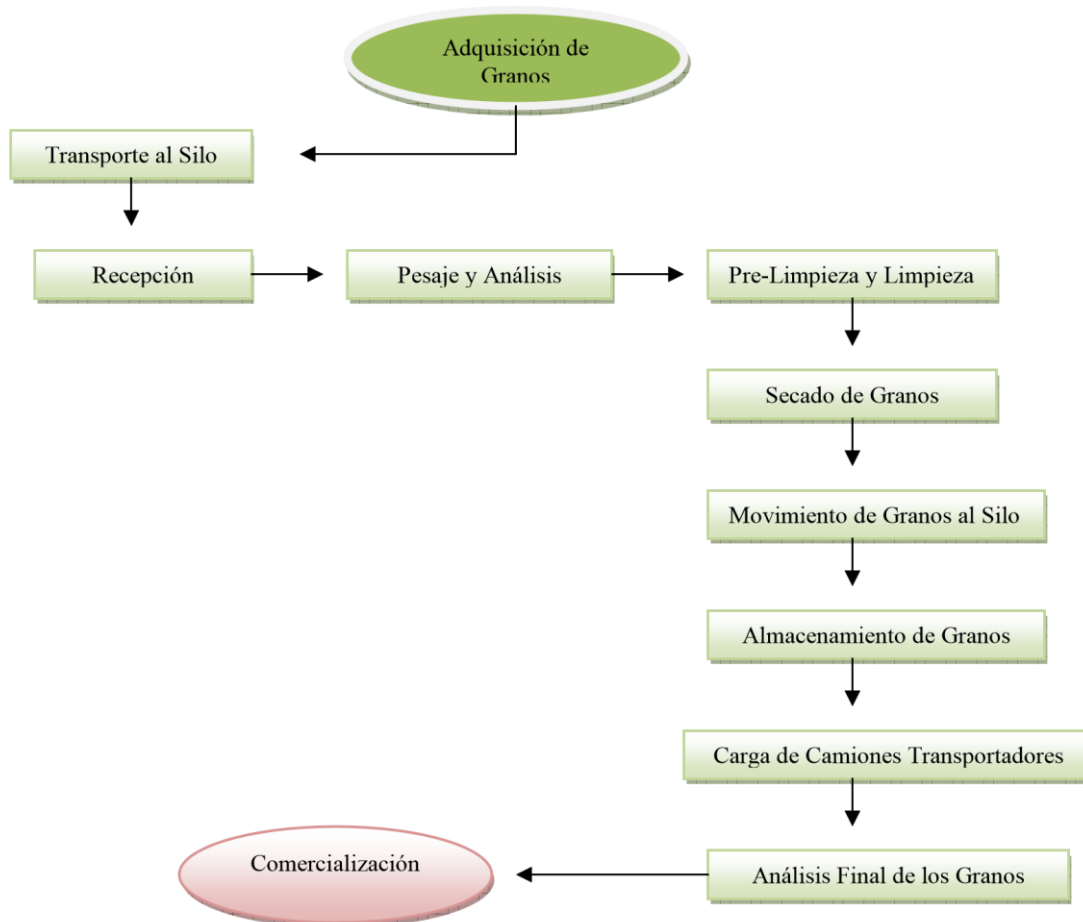 Adquisición de
Granos
Transporte al Silo
Recepción
Pesaje y Análisis
Pre-Limpieza y Limpieza
Secado de Granos
Movimiento de Granos al Silo
Almacenamiento de Granos
Carga de Camiones Transportadores
Análisis Final de los Granos
Comercialización